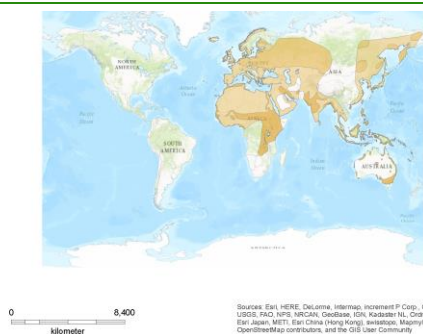 NORTH
AMERICA
ASIA
Atlantic
Ocean
Pacific
Ocean
SOUTH
AMERICA
Indian
Ocean
AUSTRALIA
0 8,400
kilometer
Sources: Esri, HERE, DeLorme, Intermap, increment P Corp.,
USGS, FAO, NPS, NRCAN, GeoBase, IGN, Kadaster NL, Ordn
Esri Japan, METI, Esri China (Hong Kong), swisstopo, MapmyI
OpenStreetMap contributors, and the GIS User Community